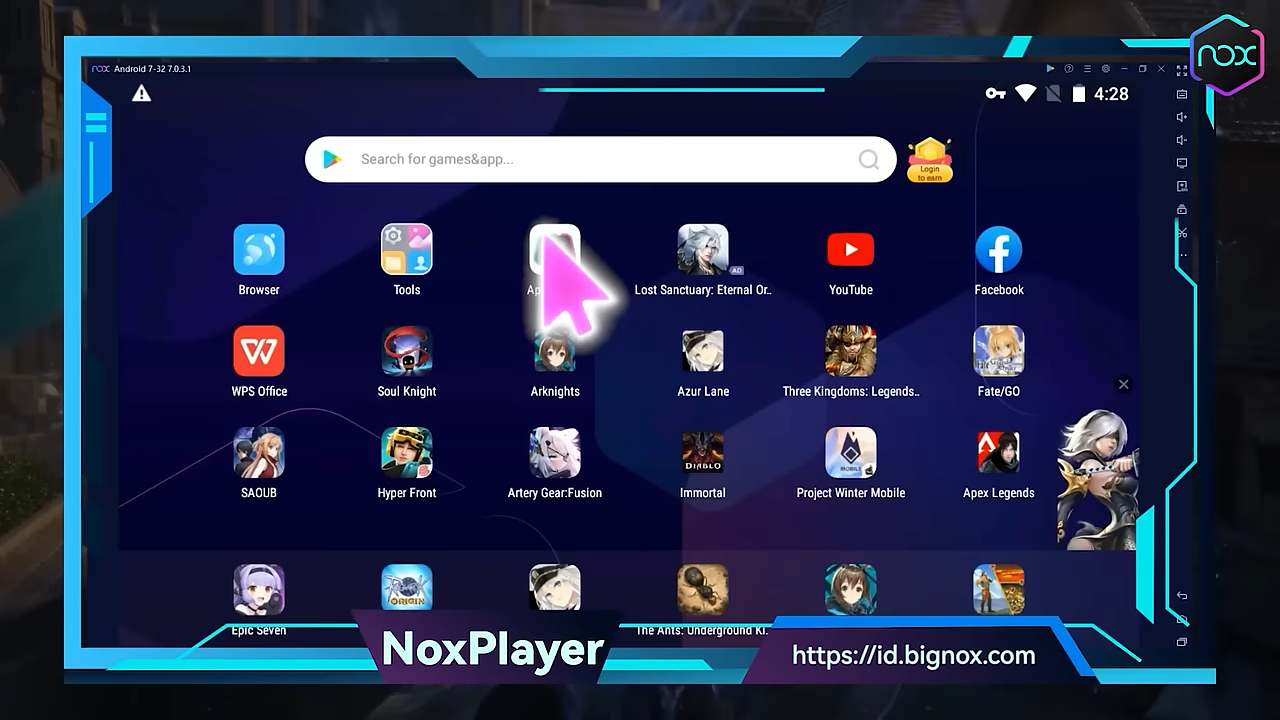 nox
nox Android 7-32 7.0.3.1
4:28
Search for games&app...
Login
to earn
AD
Browser
Tools
Lost Sanctuary: Eternal Or..
YouTube
Facebook
WPS Office
Soul Knight
Arknights
Azur Lane
Three Kingdoms: Legends..
Fate/GO
DIABLO
MOBILE
SAOUB
Hyper Front
Artery Gear:Fusion
Immortal
Project Winter Mobile
Apex Legends
ORIGIN
Epic Seven
The Ants: Underground Ki..
NoxPlayer
https://id.bignox.com